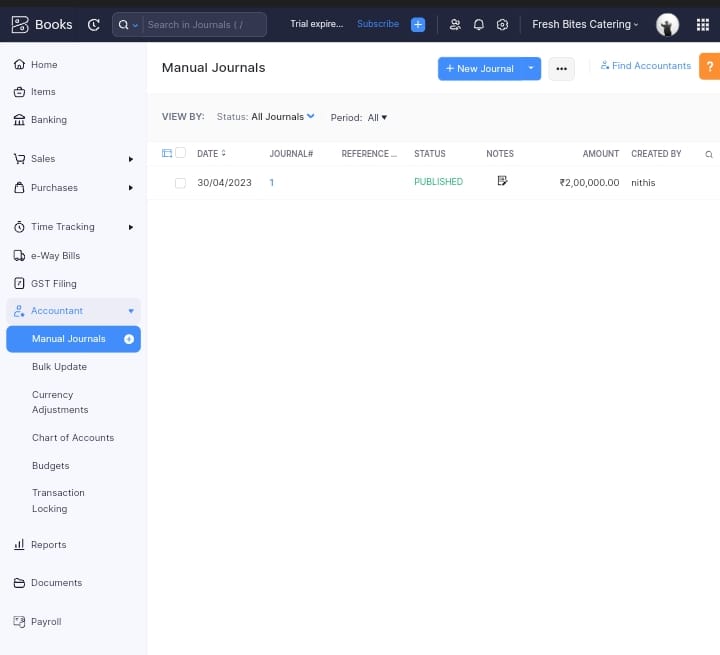 Books
Search in Journals ( /
Trial expire...
Subscribe
Fresh Bites Catering
Home
Items
Banking
Sales
Purchases
Time Tracking
e-Way Bills
GST Filing
Accountant
Manual Journals
Bulk Update
Currency
Adjustments
Chart of Accounts
Budgets
Transaction
Locking
Reports
Documents
Payroll
Manual Journals
+ New Journal
Find Accountants
?
VIEW BY: Status: All Journals Period: All
DATE JOURNAL# REFERENCE ... STATUS NOTES AMOUNT CREATED BY
30/04/2023 1 PUBLISHED ₹2,00,000.00 nithis